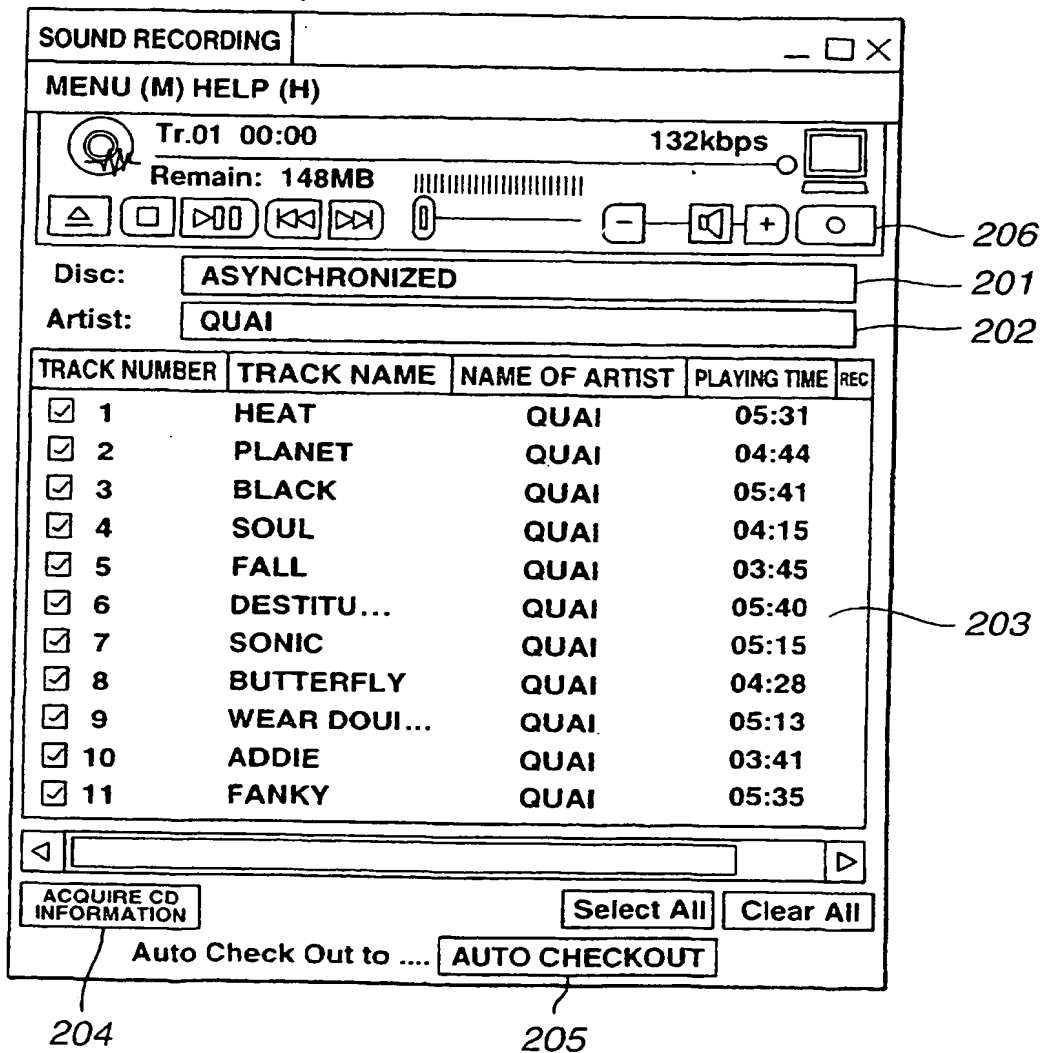 SOUND RECORDING
MENU (M) HELP (H)
Tr.01 00:00 132kbps
Remain: 148MB
206
Disc: ASYNCHRONIZED 201
Artist: QUAI 202
TRACK NUMBER TRACK NAME NAME OF ARTIST PLAYING TIME REC
1 HEAT QUAI 05:31
2 PLANET QUAI 04:44
3 BLACK QUAI 05:41
4 SOUL QUAI 04:15
5 FALL QUAI 03:45
6 DESTITU... QUAI 05:40 203
7 SONIC QUAI 05:15
8 BUTTERFLY QUAI 04:28
9 WEAR DOUI... QUAI 05:13
10 ADDIE QUAI 03:41
11 FANKY QUAI 05:35
ACQUIRE CD INFORMATION Select All Clear All
Auto Check Out to .... AUTO CHECKOUT
204 205